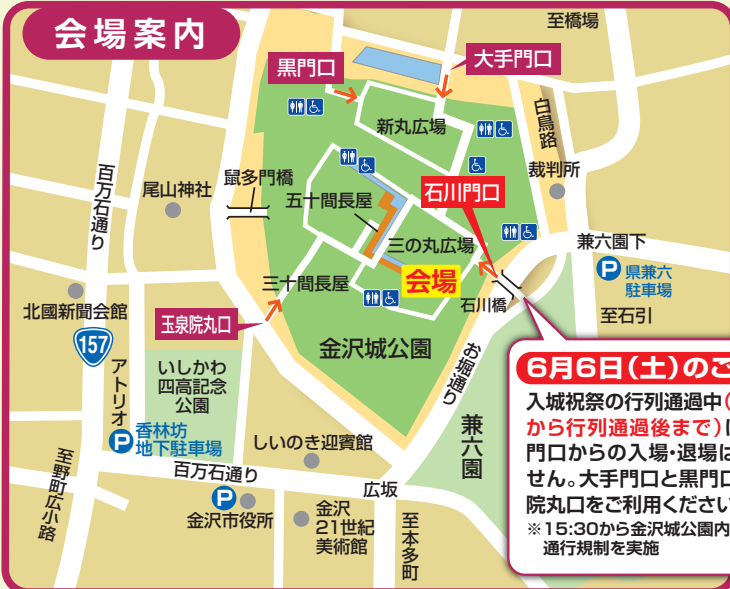 会場案内
至橋場
黒門口
大手門口
新丸広場
白鳥路
裁判所
百万石通り
尾山神社
鼠多門橋
五十間長屋
石川門口
三の丸広場
兼六園下
P 県兼六
駐車場
会場
三十間長屋
石川橋
至石引
北國新聞会館
玉泉院丸口
157
金沢城公園
お堀通り
アトリオ
いしかわ
四高記念
公園
兼六園
P 香林坊
地下駐車場
しいのき迎賓館
百万石通り
広坂
至野町広小路
P
金沢市役所
金沢
21世紀
美術館
至本多町
6月6日(土)のご
入城祝祭の行列通過中(
から行列通過後まで)
門口からの入場・退場は
せん。大手門口と黒門口
院丸口をご利用ください
※15:30から金沢城公園内
通行規制を実施